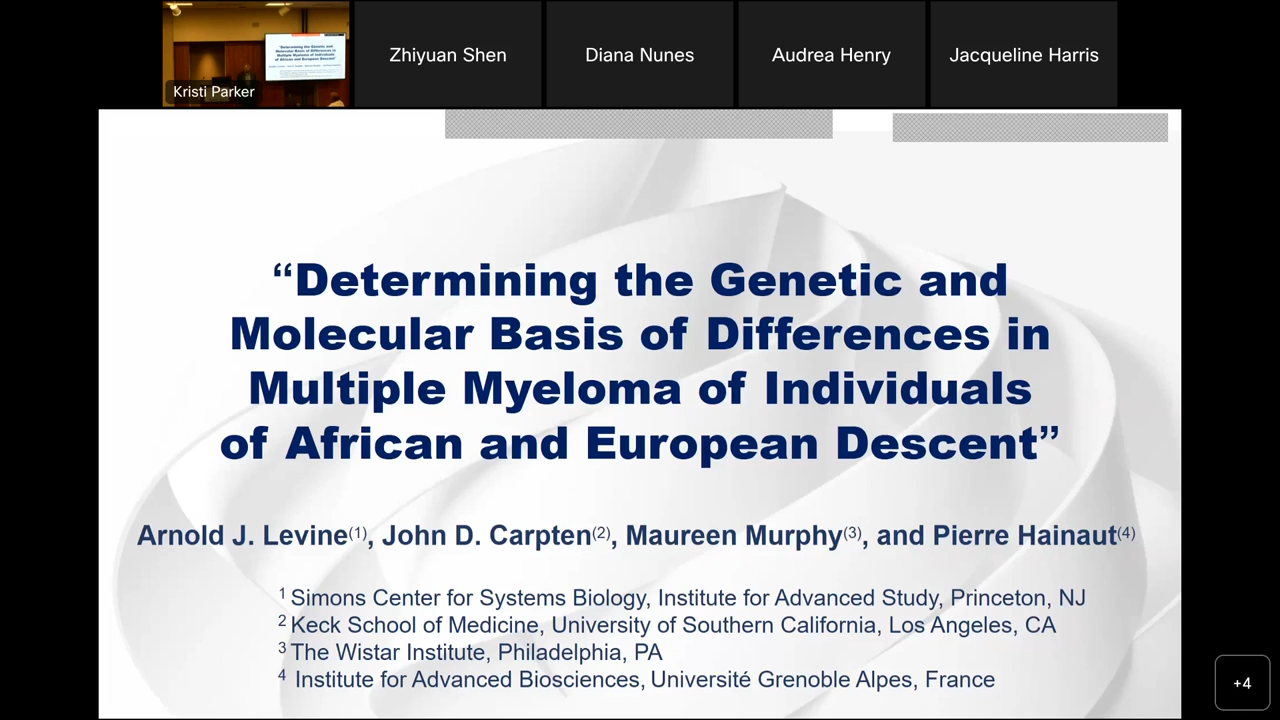 Kristi Parker
Zhiyuan Shen
Diana Nunes
Audrea Henry
Jacqueline Harris
“Determining the Genetic and
Molecular Basis of Differences in
Multiple Myeloma of Individuals
of African and European Descent”
Arnold J. Levine(1), John D. Carpten(2), Maureen Murphy(3), and Pierre Hainaut(4)
1 Simons Center for Systems Biology, Institute for Advanced Study, Princeton, NJ
2 Keck School of Medicine, University of Southern California, Los Angeles, CA
3 The Wistar Institute, Philadelphia, PA
4 Institute for Advanced Biosciences, Université Grenoble Alpes, France
+4